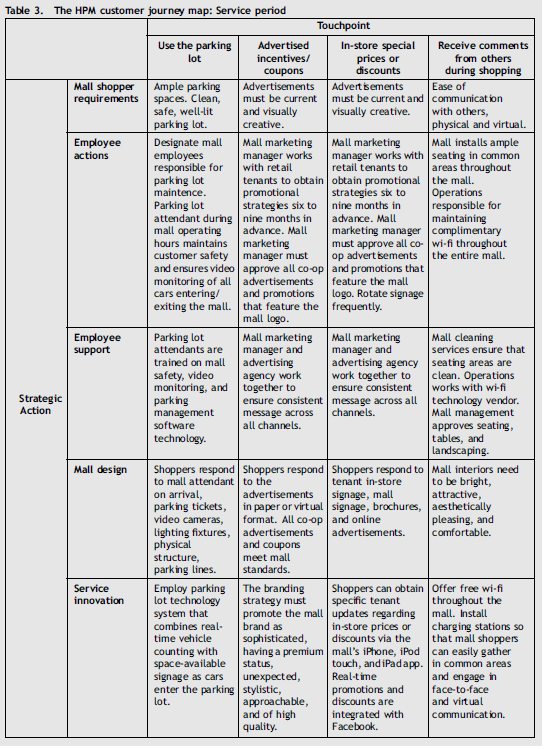 Table 3. The HPM customer journey map: Service period
Touchpoint
Use the parking
lot
Advertised
incentives/
coupons
In-store special
prices or
discounts
Receive comments
from others
during shopping
Strategic
Action
Mall shopper
requirements
Ample parking
spaces. Clean,
safe, well-lit
parking lot.
Advertisements
must be current
and visually
creative.
Advertisements
must be current and
visually creative.
Ease of
communication
with others,
physical and virtual.
Employee
actions
Designate mall
employees
responsible for
parking lot
maintence.
Parking lot
attendant during
mall operating
hours maintains
customer safety
and ensures video
monitoring of all
cars entering/
exiting the mall.
Mall marketing
manager works
with retail
tenants to obtain
promotional
strategies six to
nine months in
advance. Mall
marketing
manager must
approve all co-op
advertisements
and promotions
that feature the
mall logo.
Mall marketing
manager works with
retail tenants to
obtain promotional
strategies six to
nine months in
advance. Mall
marketing manager
must approve all co-
op advertisements
and promotions
that feature the
mall logo. Rotate signage
frequently.
Mall installs ample
seating in common
areas throughout
the mall.
Operations
responsible for
maintaining
complimentary
wi-fi throughout
the entire mall.
Employee
support
Parking lot
attendants are
trained on mall
safety, video
monitoring, and
parking
management
software
technology.
Mall marketing
manager and
advertising
agency work
together to
ensure consistent
message across
all channels.
Mall marketing
manager and
advertising agency
work together to
ensure consistent
message across all
channels.
Mall cleaning
services ensure that
seating areas are
clean. Operations
works with wi-fi
technology vendor.
Mall management
approves seating,
tables, and
landscaping.
Mall design
Shoppers respond
to mall attendant
on arrival,
parking tickets,
video cameras,
lighting fixtures,
physical
structure,
parking lines.
Shoppers respond
to the
advertisements
in paper or virtual
format. All co-op
advertisements
and coupons
meet mall
standards.
Shoppers respond to
tenant in-store
signage, mall
signage, brochures,
and online
advertisements.
Mall interiors need
to be bright,
attractive,
aesthetically
pleasing, and
comfortable.
Service
innovation
Employ parking
lot technology
system that
combines real-
time vehicle
counting with
space-available
signage as cars
enter the parking
lot.
The branding
strategy must
promote the mall
brand as
sophisticated,
having a premium
status,
unexpected,
stylistic,
approachable,
and of high
quality.
Shoppers can obtain
specific tenant
updates regarding
in-store prices or
discounts via the
mall's iPhone, iPod
touch, and iPad app.
Real-time
promotions and
discounts are
integrated with
Facebook.
Offer free wi-fi
throughout the
mall. Install
charging stations so
that mall shoppers
can easily gather
in common areas
and engage in
face-to-face
and virtual
communication.